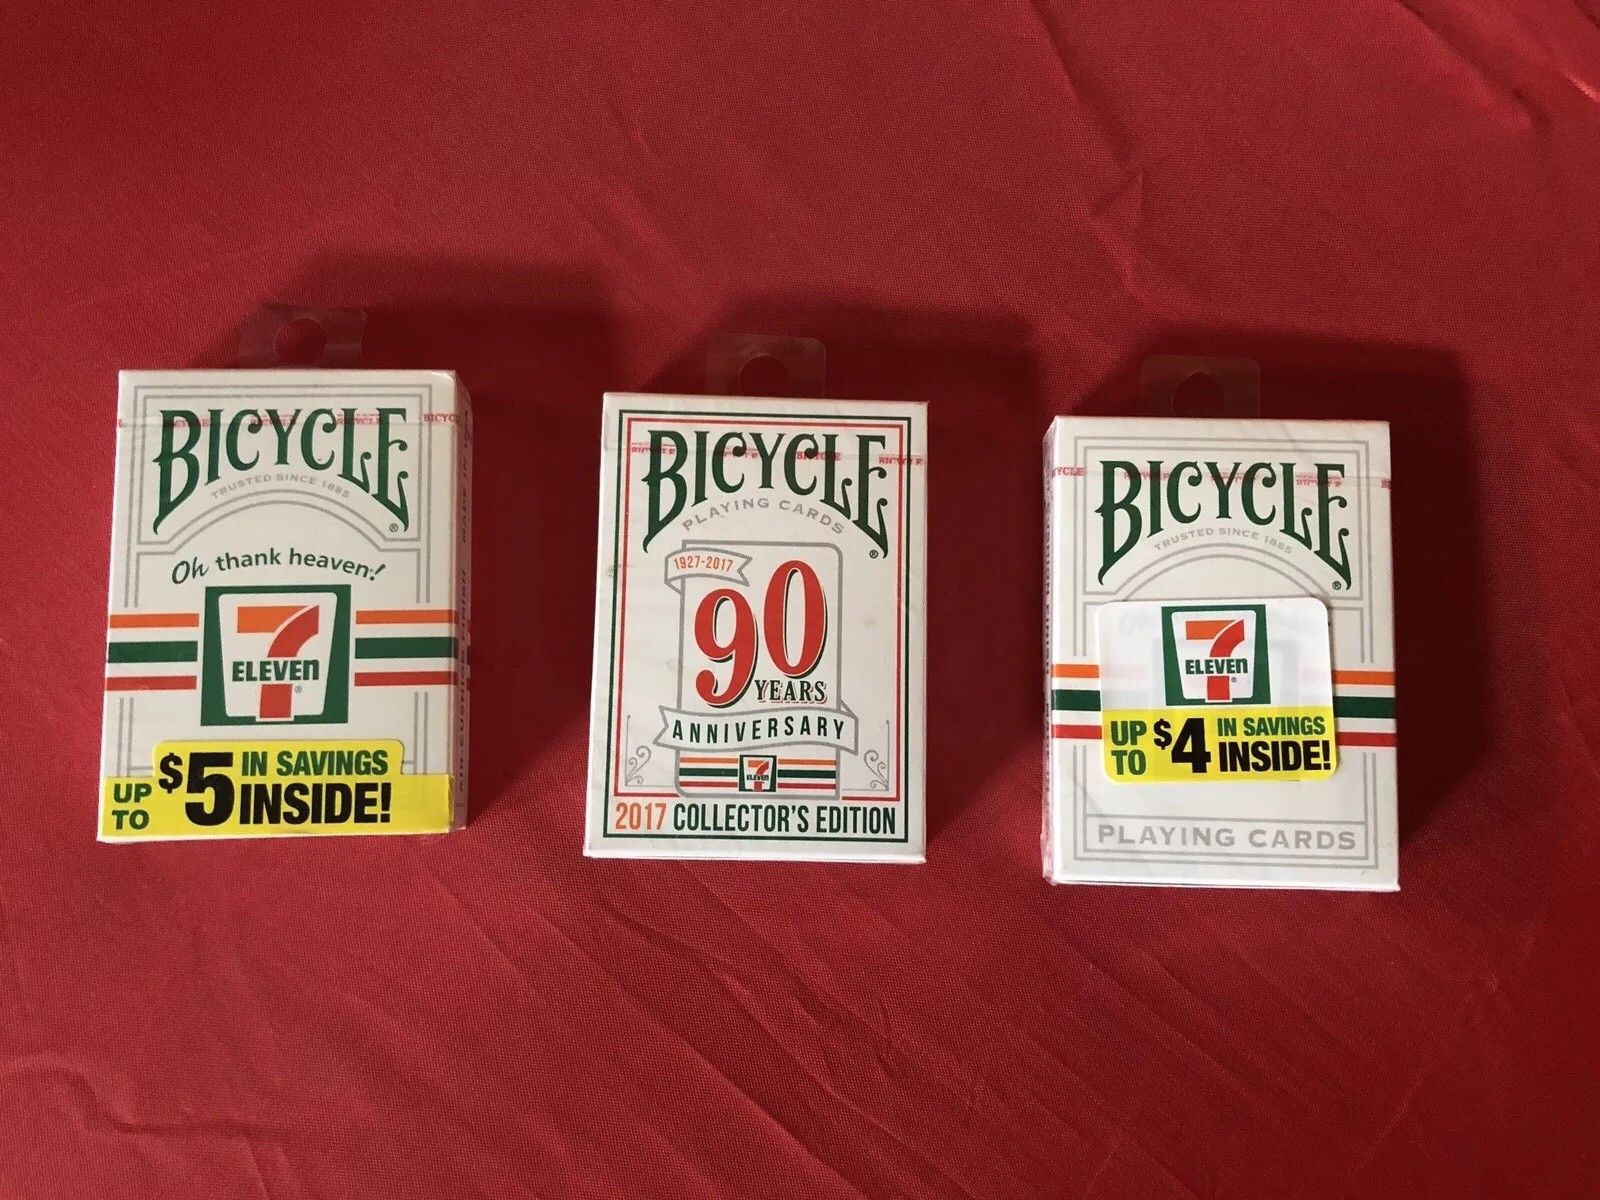 BICYCLE
TRUSTED SINCE 1885
®
Oh thank heaven!
7
ELEVEn
®
UP TO $5 IN SAVINGS INSIDE!
BICYCLE
PLAYING CARDS
®
1927-2017
90
YEARS
ANNIVERSARY
7
ELEVEn
2017 COLLECTOR'S EDITION
BICYCLE
TRUSTED SINCE 1885
®
7
ELEVEn
®
UP TO $4 IN SAVINGS INSIDE!
PLAYING CARDS